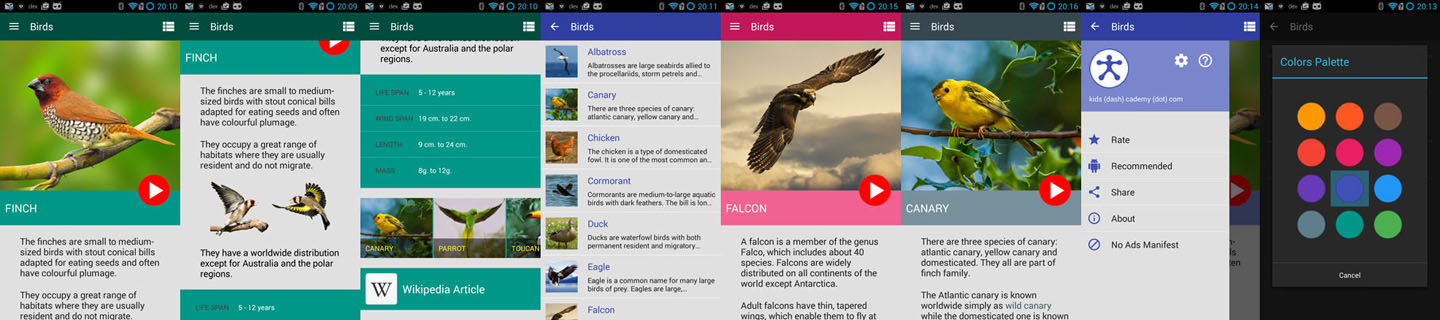 dex
20:10
Birds
FINCH
The finches are small to medium-
sized birds with stout conical bills
adapted for eating seeds and often
have colourful plumage.
They occupy a great range of
habitats where they are usually
resident and do not migrate.
dex
20:09
Birds
FINCH
The finches are small to medium-
sized birds with stout conical bills
adapted for eating seeds and often
have colourful plumage.
They occupy a great range of
habitats where they are usually
resident and do not migrate.
They have a worldwide distribution
except for Australia and the polar
regions.
LIFE SPAN 5 - 12 years
dex
20:10
Birds
They have a worldwide distribution
except for Australia and the polar
regions.
LIFE SPAN 5 - 12 years
WIND SPAN 19 cm. to 22 cm.
LENGTH 9 cm. to 24 cm.
MASS 8g. to 12g.
CANARY PARROT TOUCAN
W Wikipedia Article
dex
20:11
Birds
Albatross
Albatrosses are large seabirds allied to
the procellariids, storm petrels and...
Canary
There are three species of canary:
atlantic canary, yellow canary and...
Chicken
The chicken is a type of domesticated
fowl. It is one of the most common an...
Cormorant
Cormorants are medium-to-large aquatic
birds with dark feathers. The bill is lon...
Duck
Ducks are waterfowl birds with both
permanent resident and migratory...
Eagle
Eagle is a common name for many large
birds of prey. Eagles are large,...
Falcon
dex
20:15
Birds
FALCON
A falcon is a member of the genus
Falco, which includes about 40
species. Falcons are widely
distributed on all continents of the
world except Antarctica.
Adult falcons have thin, tapered
wings, which enable them to fly at
dex
20:16
Birds
CANARY
There are three species of canary:
atlantic canary, yellow canary and
domesticated. They all are part of
finch family.
The Atlantic canary is known
worldwide simply as wild canary
while the domesticated one is known
dex
20:14
Birds
kids (dash) cademy (dot) com
Rate
Recommended
Share
About
No Ads Manifest
dex
20:13
Birds
Colors Palette
Cancel